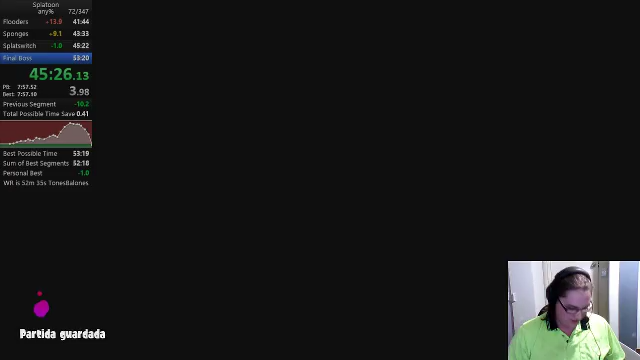 Splatoon
any% 72/347
Flooders +13.9 41:44
Sponges +9.1 43:33
Splatswitch -1.0 45:22
Final Boss 53:20
45:26.13
PB: 7:57.52 3.98
Best: 7:57.10
Previous Segment -10.2
Total Possible Time Save 0.41
Best Possible Time 53:19
Sum of Best Segments 52:18
Personal Best -1.0
WR is 52m 35s TonesBalones
Partida guardada